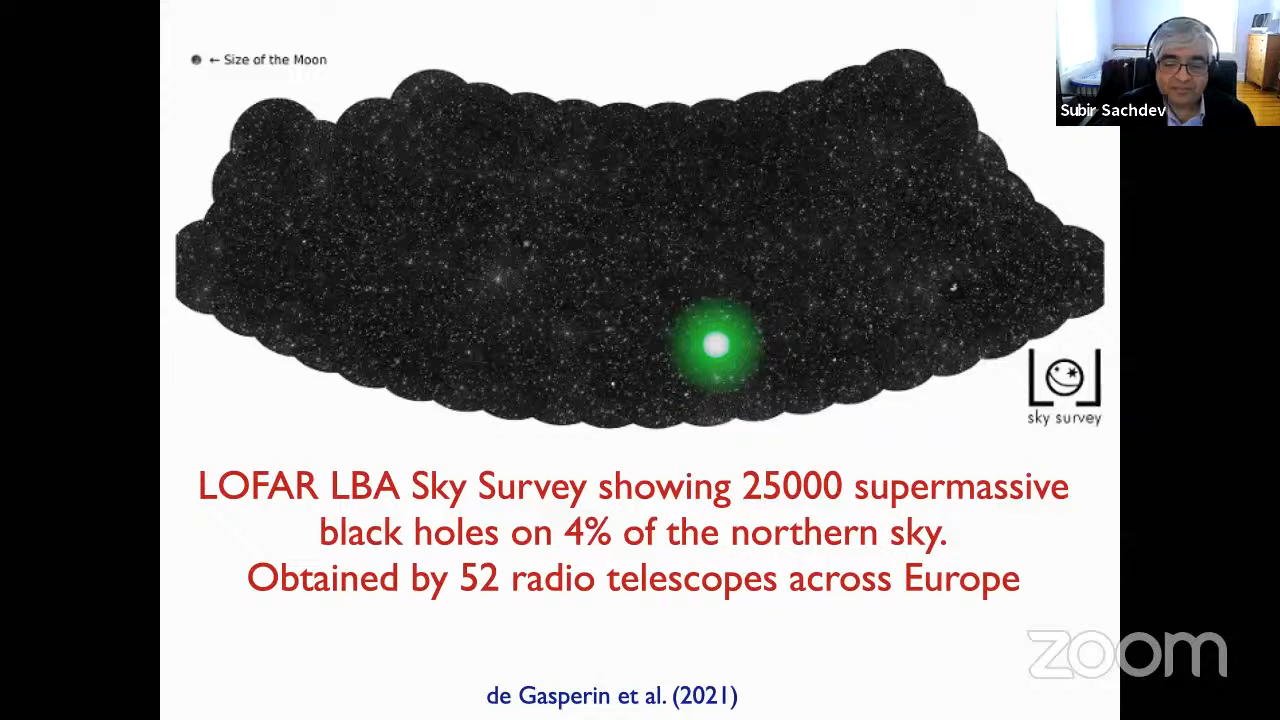 ← Size of the Moon
Subir Sachdev
sky survey
LOFAR LBA Sky Survey showing 25000 supermassive
black holes on 4% of the northern sky.
Obtained by 52 radio telescopes across Europe
zoom
de Gasperin et al. (2021)